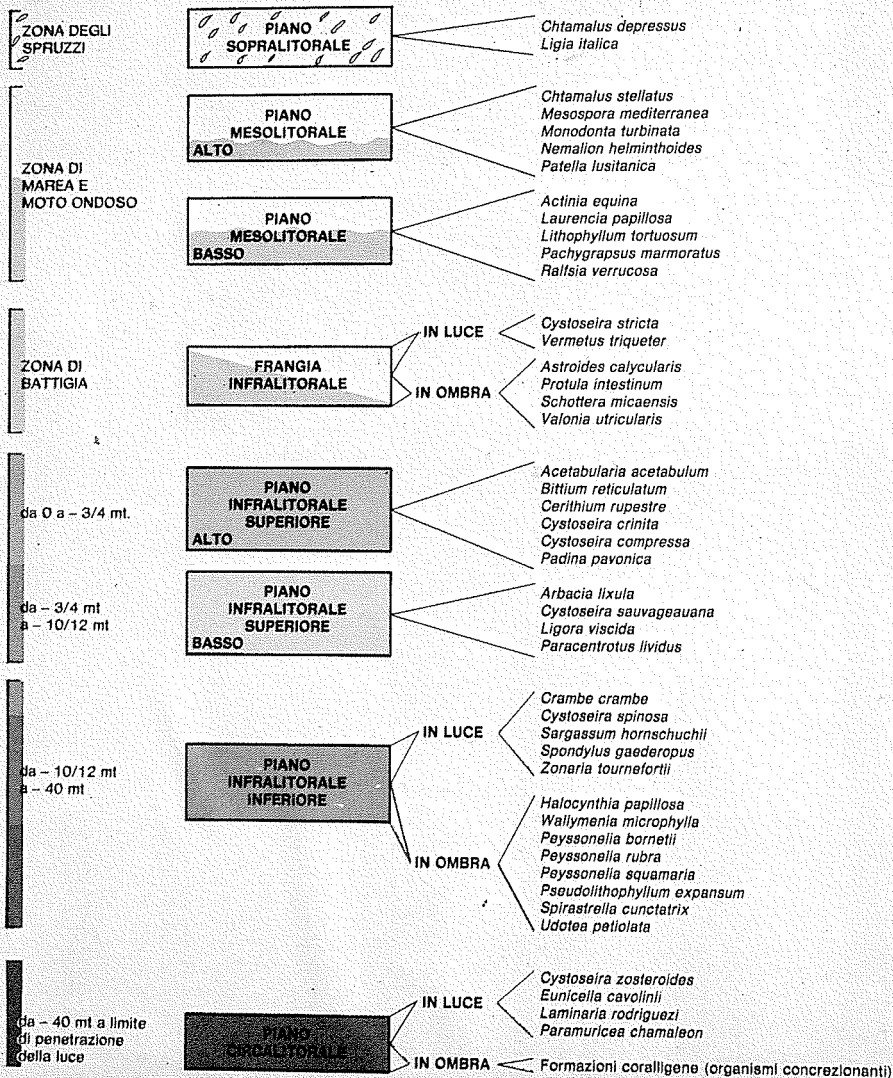 ZONA DEGLI
SPRUZZI
PIANO
SOPRALITORALE
Chtamalus depressus
Ligia italica
ZONA DI
MAREA E
MOTO ONDOSO
PIANO
MESOLITORALE
ALTO
Chtamalus stellatus
Mesospora mediterranea
Monodonta turbinata
Nemalion helminthoides
Patella lusitanica
PIANO
MESOLITORALE
BASSO
Actinia equina
Laurencia papillosa
Lithophyllum tortuosum
Pachygrapsus marmoratus
Ralfsia verrucosa
ZONA DI
BATTIGIA
FRANGIA
INFRALITORALE
IN LUCE
Cystoseira stricta
Vermetus triqueter
IN OMBRA
Astroides calycularis
Protula intestinum
Schottera micaensis
Valonia utricularis
da 0 a – 3/4 mt.
PIANO
INFRALITORALE
SUPERIORE
ALTO
Acetabularia acetabulum
Bittium reticulatum
Cerithium rupestre
Cystoseira crinita
Cystoseira compressa
Padina pavonica
da – 3/4 mt
a – 10/12 mt
PIANO
INFRALITORALE
SUPERIORE
BASSO
Arbacia lixula
Cystoseira sauvageauana
Ligora viscida
Paracentrotus lividus
da – 10/12 mt
a – 40 mt
PIANO
INFRALITORALE
INFERIORE
IN LUCE
Crambe crambe
Cystoseira spinosa
Sargassum hornschuchii
Spondylus gaederopus
Zonaria tournefortii
IN OMBRA
Halocynthia papillosa
Wallymenia microphylla
Peyssonelia bornetii
Peyssonelia rubra
Peyssonelia squamaria
Pseudolithophyllum expansum
Spirastrella cunctatrix
Udotea petiolata
da – 40 mt a limite
di penetrazione
della luce
PIANO
CIRCALITORALE
IN LUCE
Cystoseira zosteroides
Eunicella cavolinii
Laminaria rodriguezi
Paramuricea chamaleon
IN OMBRA
Formazioni coralligene (organismi concrezionanti)